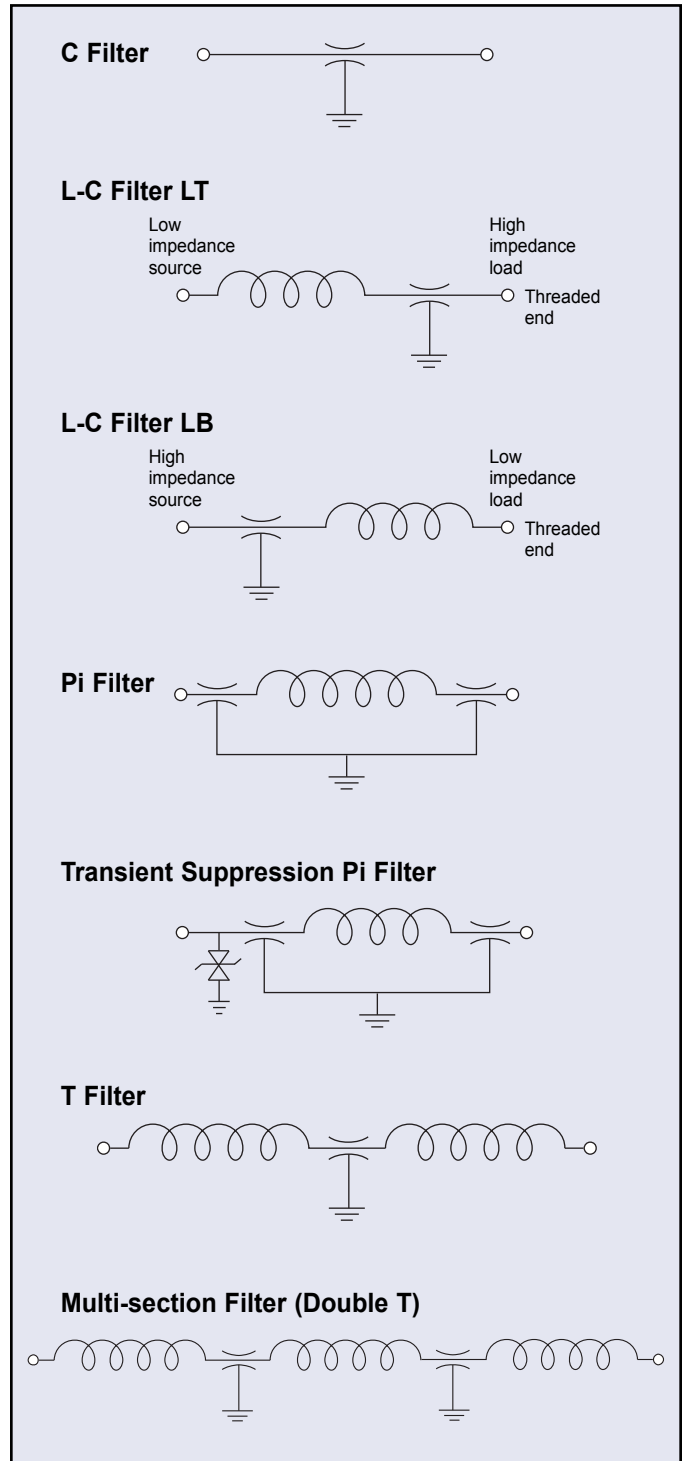 C Filter
L-C Filter LT
Low
impedance
source
High
impedance
load
Threaded
end
L-C Filter LB
High
impedance
source
Low
impedance
load
Threaded
end
Pi Filter
Transient Suppression Pi Filter
T Filter
Multi-section Filter (Double T)